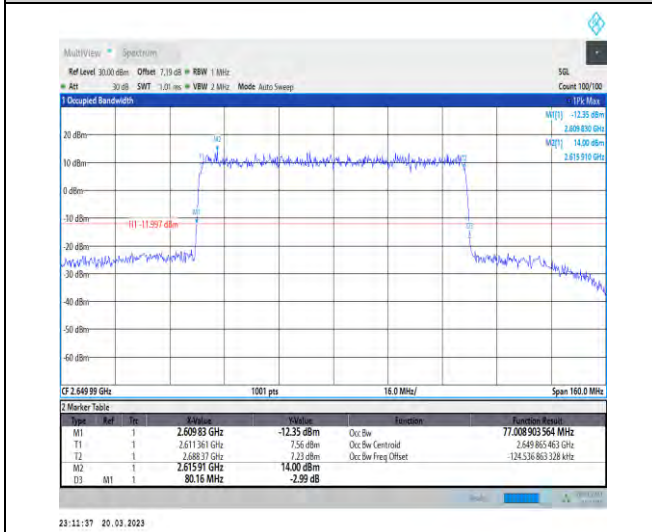 MultiView Spectrum
Ref Level 30.00 dBm Offset 7.19 dB RBW 1 MHz SGL
Att 30 dB SWT 1.01 ms VBW 2 MHz Mode Auto Sweep Count 100/100
1 Occupied Bandwidth 1Pk Max
M1[1] -12.35 dBm
2.609 830 GHz
M2[1] 14.00 dBm
2.615 910 GHz
20 dBm
M2
T1
10 dBm
0 dBm
-10 dBm
M1
H1 -11.997 dBm
D3
-20 dBm
-30 dBm
-40 dBm
-50 dBm
-60 dBm
CF 2.649 99 GHz 1001 pts 16.0 MHz/ Span 160.0 MHz
2 Marker Table
Type Ref Trc X-Value Y-Value Function Function Result
M1 1 2.609 83 GHz -12.35 dBm Occ Bw 77.008 903 564 MHz
T1 1 2.611 361 GHz 7.56 dBm Occ Bw Centroid 2.649 865 463 GHz
T2 1 2.688 37 GHz 7.23 dBm Occ Bw Freq Offset -124.536 863 328 kHz
M2 1 2.615 91 GHz 14.00 dBm
D3 M1 1 80.16 MHz -2.99 dB
23:11:37 20.03.2023